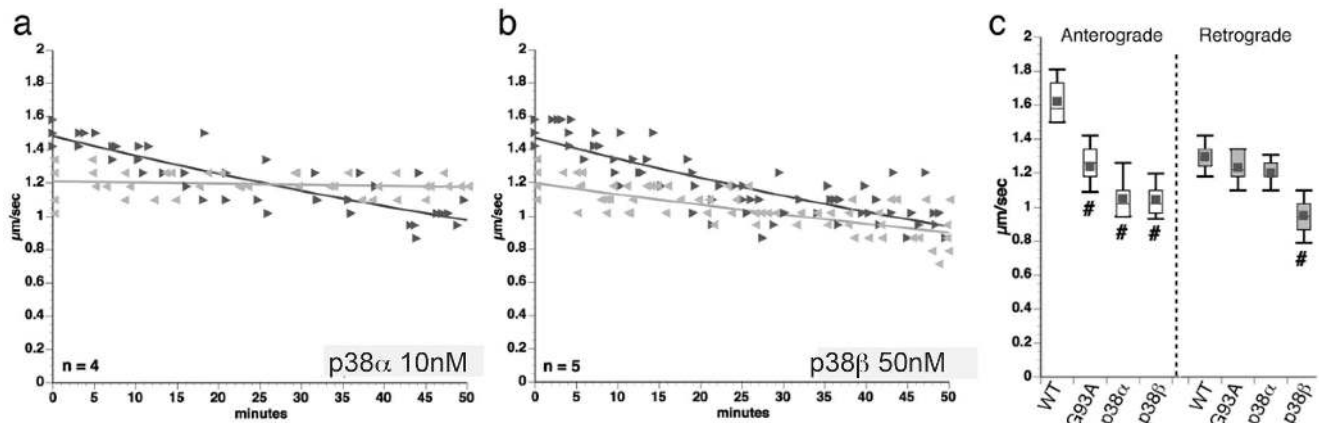 a
2
1.8
1.6
1.4
1.2
1
0.8
0.6
0.4
0.2
0
μm/sec
n = 4
p38α 10nM
0 5 10 15 20 25 30 35 40 45 50
minutes
b
2
1.8
1.6
1.4
1.2
1
0.8
0.6
0.4
0.2
0
μm/sec
n = 5
p38β 50nM
0 5 10 15 20 25 30 35 40 45 50
minutes
c
Anterograde Retrograde
2
1.8
1.6
1.4
1.2
1
0.8
0.6
0.4
0.2
0
μm/sec
# # # #
WT G93A p38α p38β WT G93A p38α p38β